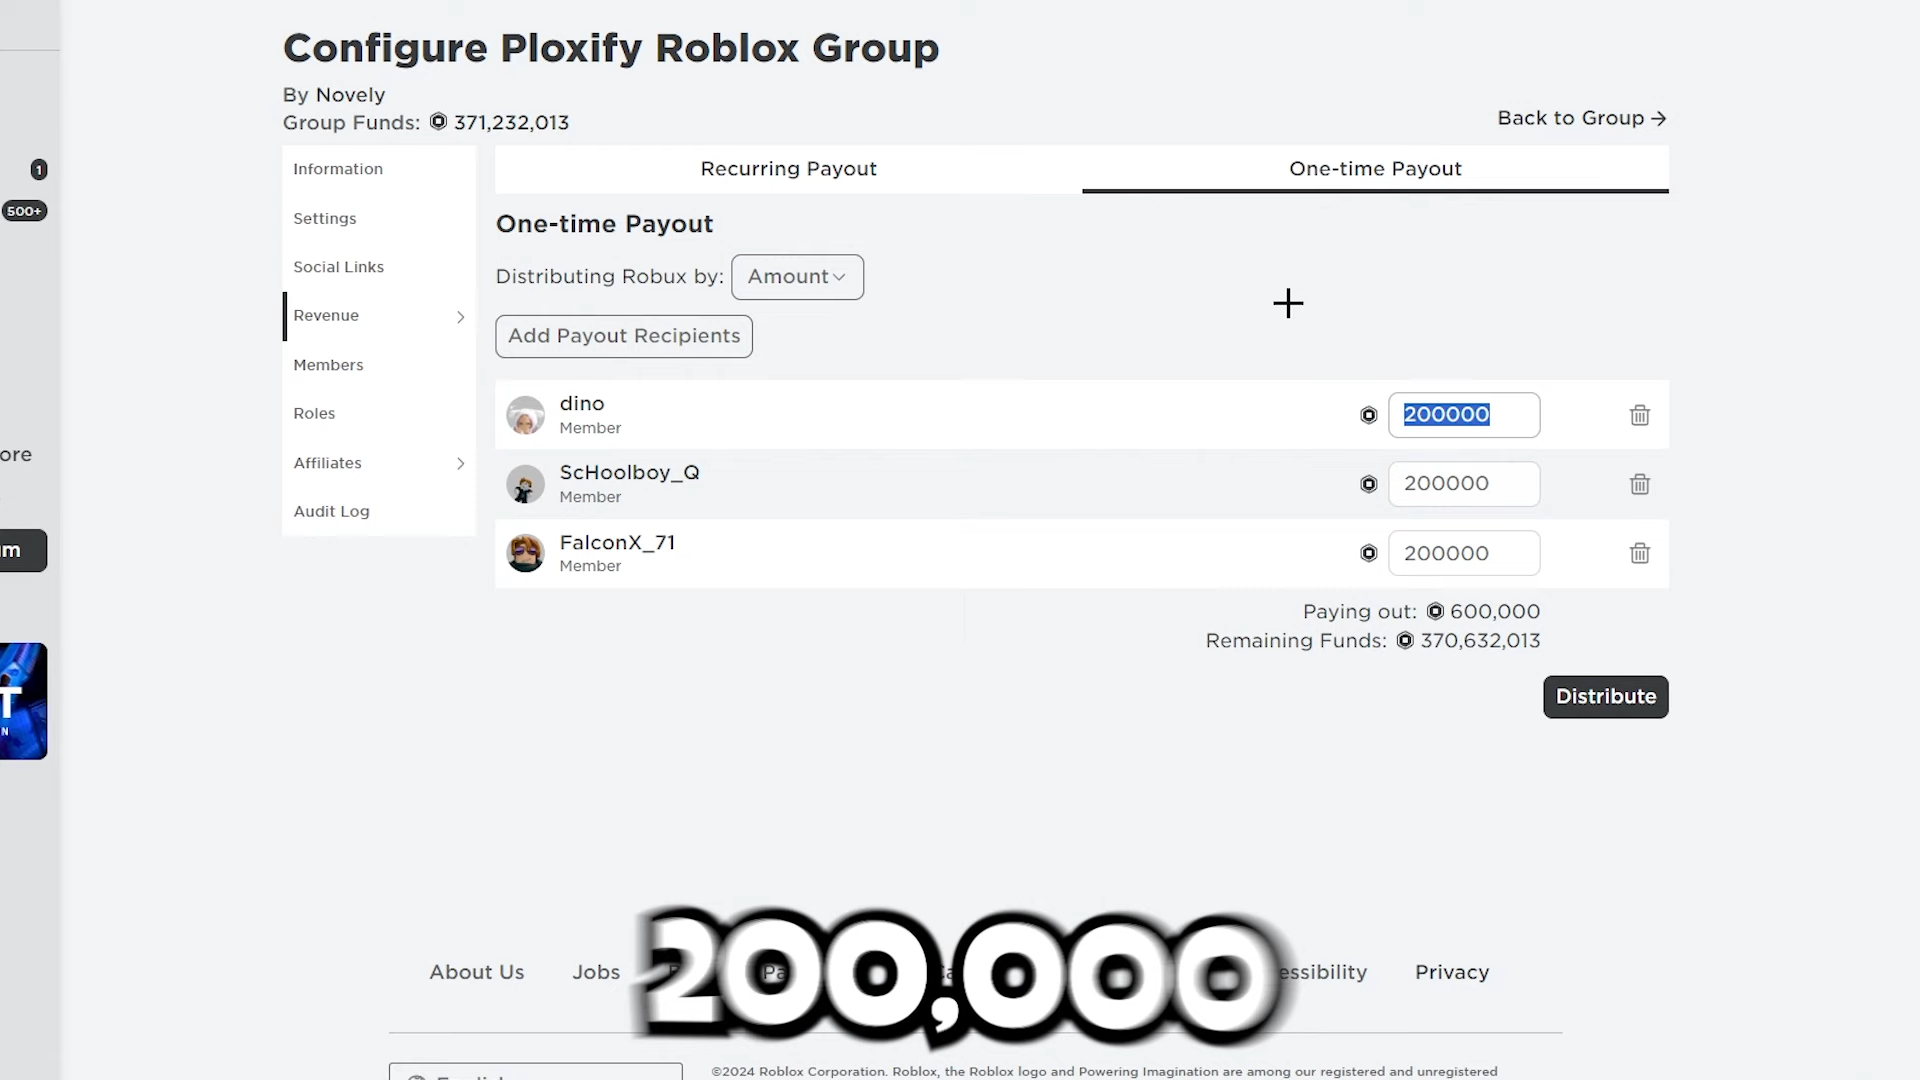 Configure Ploxify Roblox Group
By Novely
Group Funds: 371,232,013
Back to Group
1
500+
Information
Settings
Social Links
Revenue
Members
Roles
Affiliates
Audit Log
Recurring Payout
One-time Payout
One-time Payout
Distributing Robux by: Amount
Add Payout Recipients
dino
Member
200000
ScHoolboy_Q
Member
200000
FalconX_71
Member
200000
Paying out: 600,000
Remaining Funds: 370,632,013
Distribute
ore
m
T
N
About Us
Jobs
essibility
Privacy
200,000
©2024 Roblox Corporation. Roblox, the Roblox logo and Powering Imagination are among our registered and unregistered